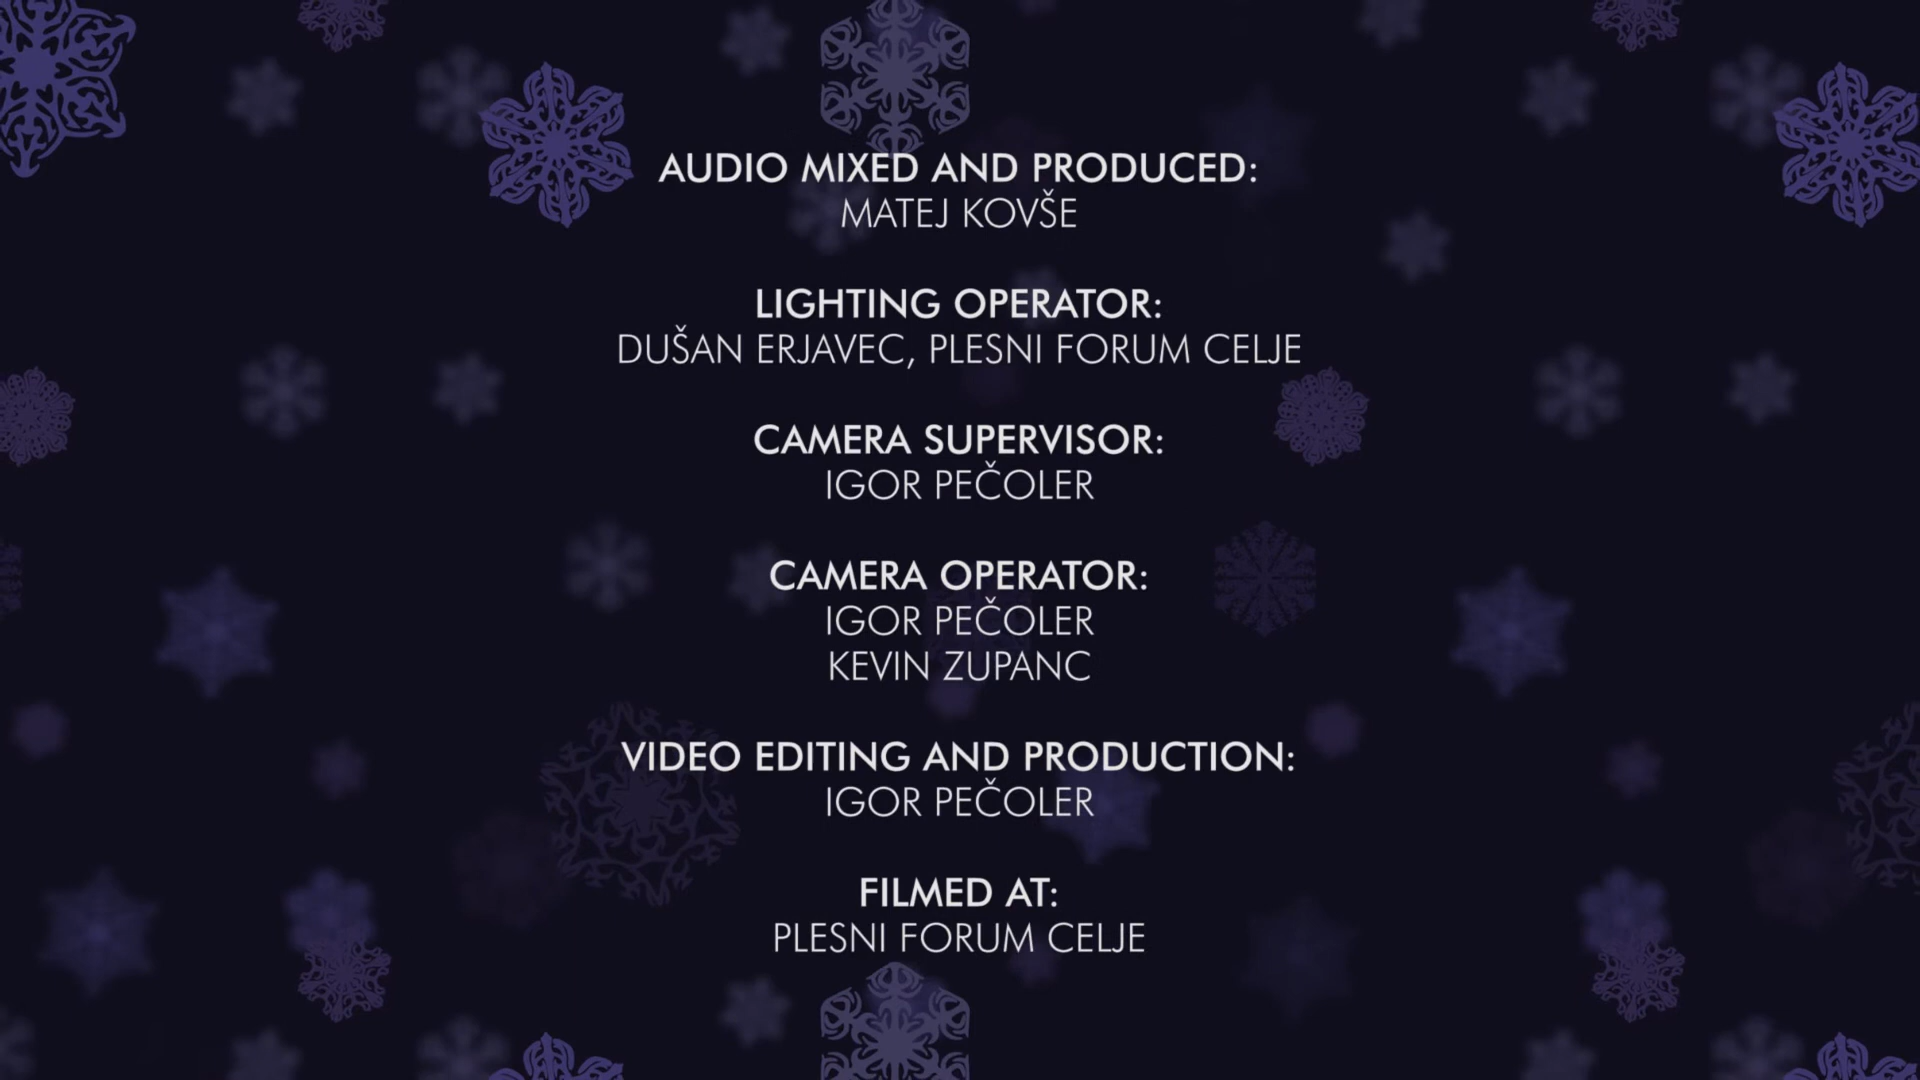 AUDIO MIXED AND PRODUCED:
MATEJ KOVŠE
LIGHTING OPERATOR:
DUŠAN ERJAVEC, PLESNI FORUM CELJE
CAMERA SUPERVISOR:
IGOR PEČOLER
CAMERA OPERATOR:
IGOR PEČOLER
KEVIN ZUPANC
VIDEO EDITING AND PRODUCTION:
IGOR PEČOLER
FILMED AT:
PLESNI FORUM CELJE